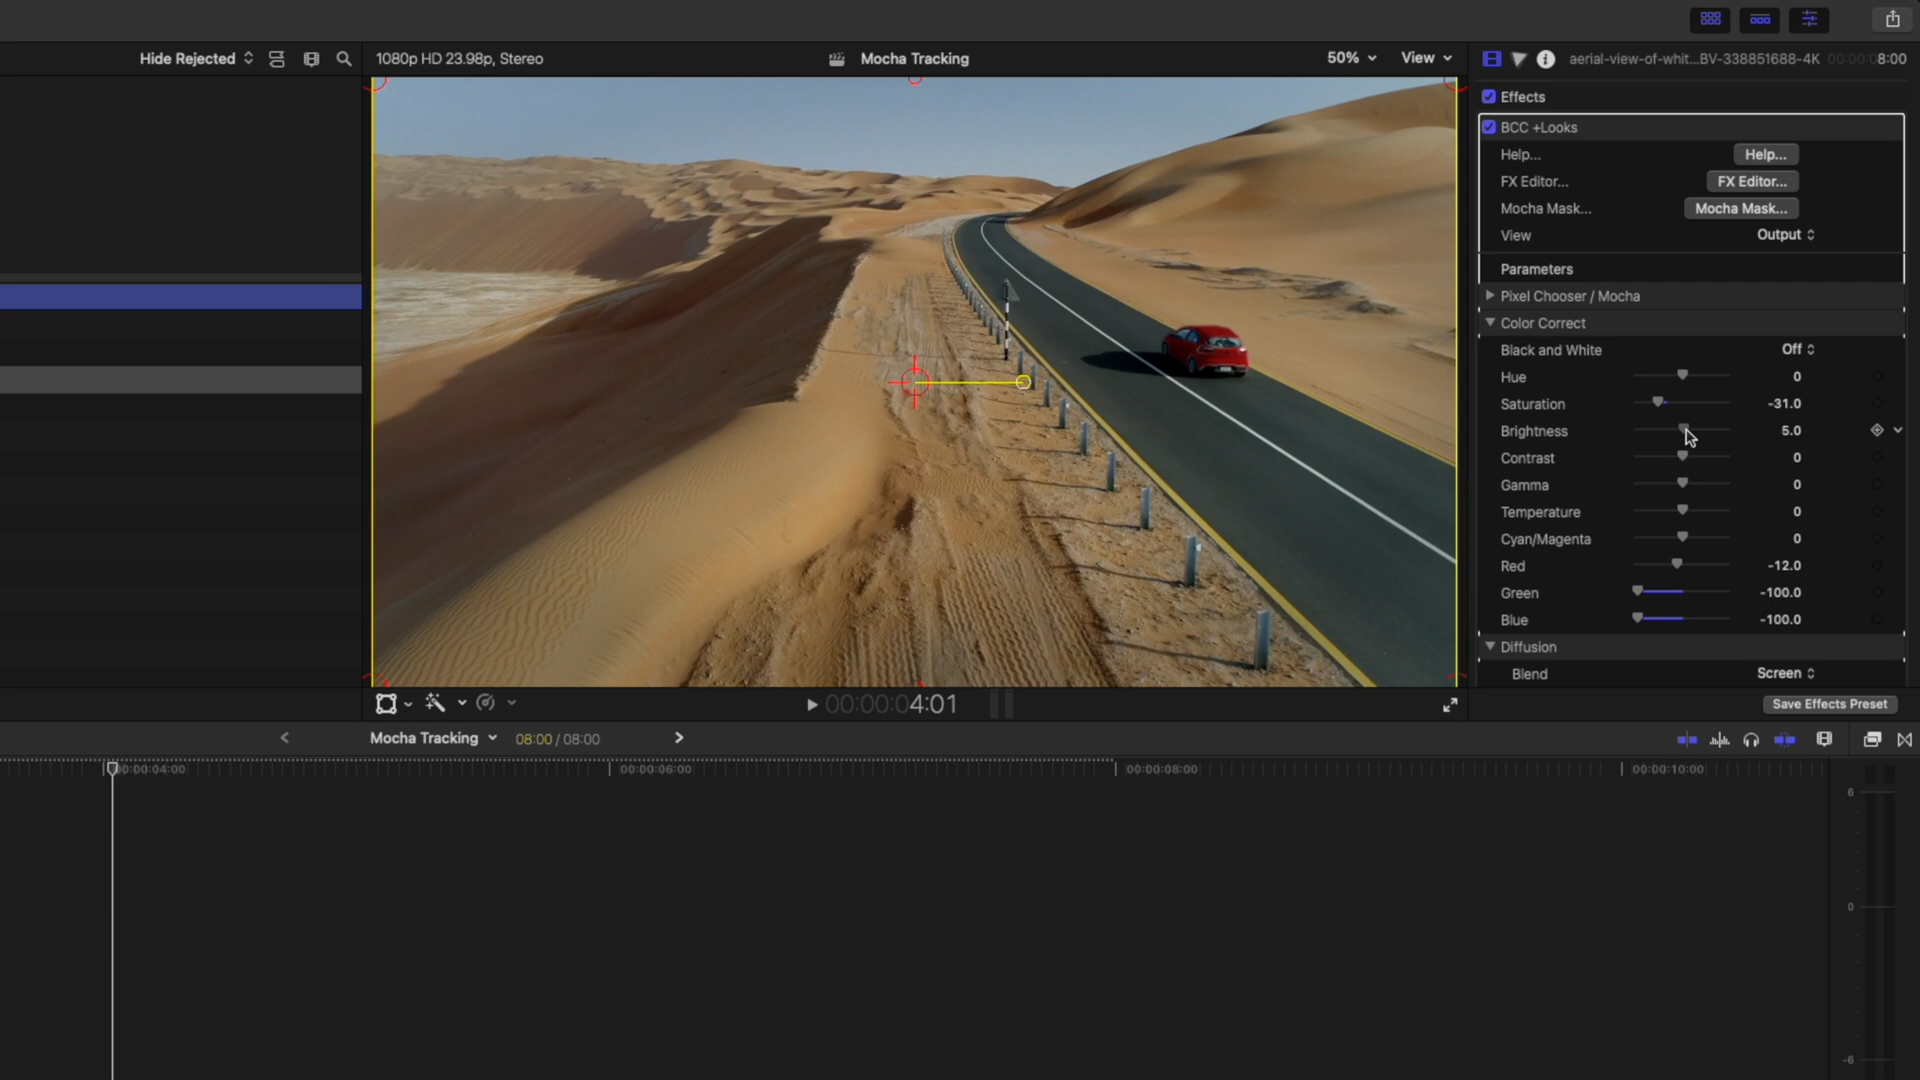 Hide Rejected
1080p HD 23.98p, Stereo
Mocha Tracking
50%
View
aerial-view-of-whit...BV-338851688-4K
00:00:08:00
Effects
BCC +Looks
Help...
Help...
FX Editor...
FX Editor...
Mocha Mask...
Mocha Mask...
View
Output
Parameters
Pixel Chooser / Mocha
Color Correct
Black and White
Off
Hue
0
Saturation
-31.0
Brightness
5.0
Contrast
0
Gamma
0
Temperature
0
Cyan/Magenta
0
Red
-12.0
Green
-100.0
Blue
-100.0
Diffusion
Blend
Screen
00:00:04:01
Save Effects Preset
Mocha Tracking
08:00 / 08:00
00:00:04:00
00:00:06:00
00:00:08:00
00:00:10:00
6
0
-6